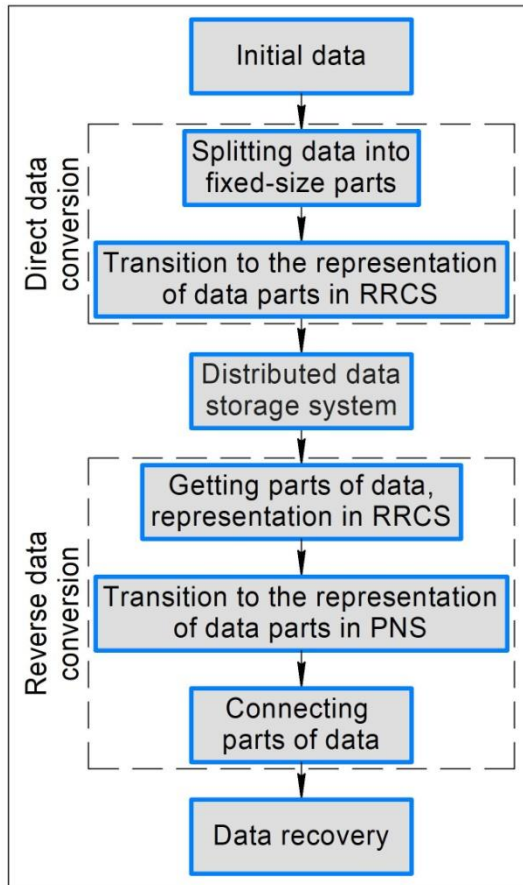 Initial data
Direct data
conversion
Splitting data into
fixed-size parts
Transition to the representation
of data parts in RRCS
Distributed data
storage system
Reverse data
conversion
Getting parts of data,
representation in RRCS
Transition to the representation
of data parts in PNS
Connecting
parts of data
Data recovery